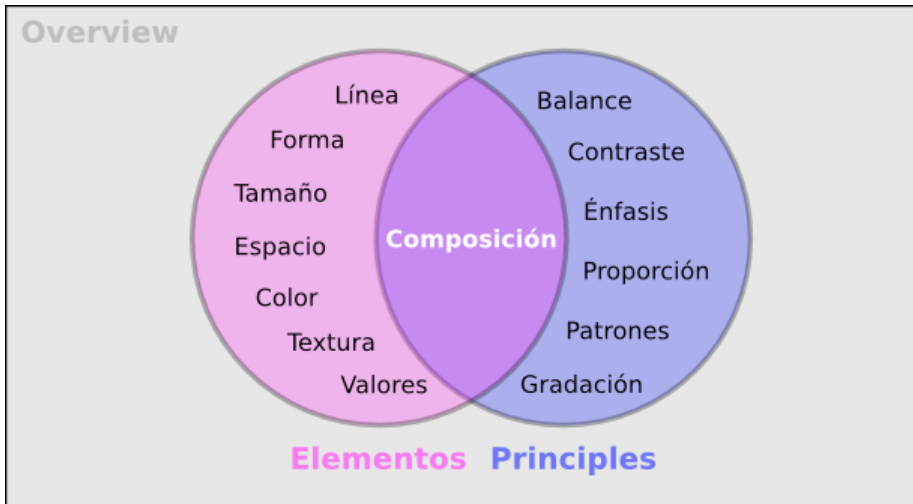 Overview
Línea
Forma
Tamaño
Espacio
Color
Textura
Valores
Composición
Balance
Contraste
Énfasis
Proporción
Patrones
Gradación
Elementos
Principles